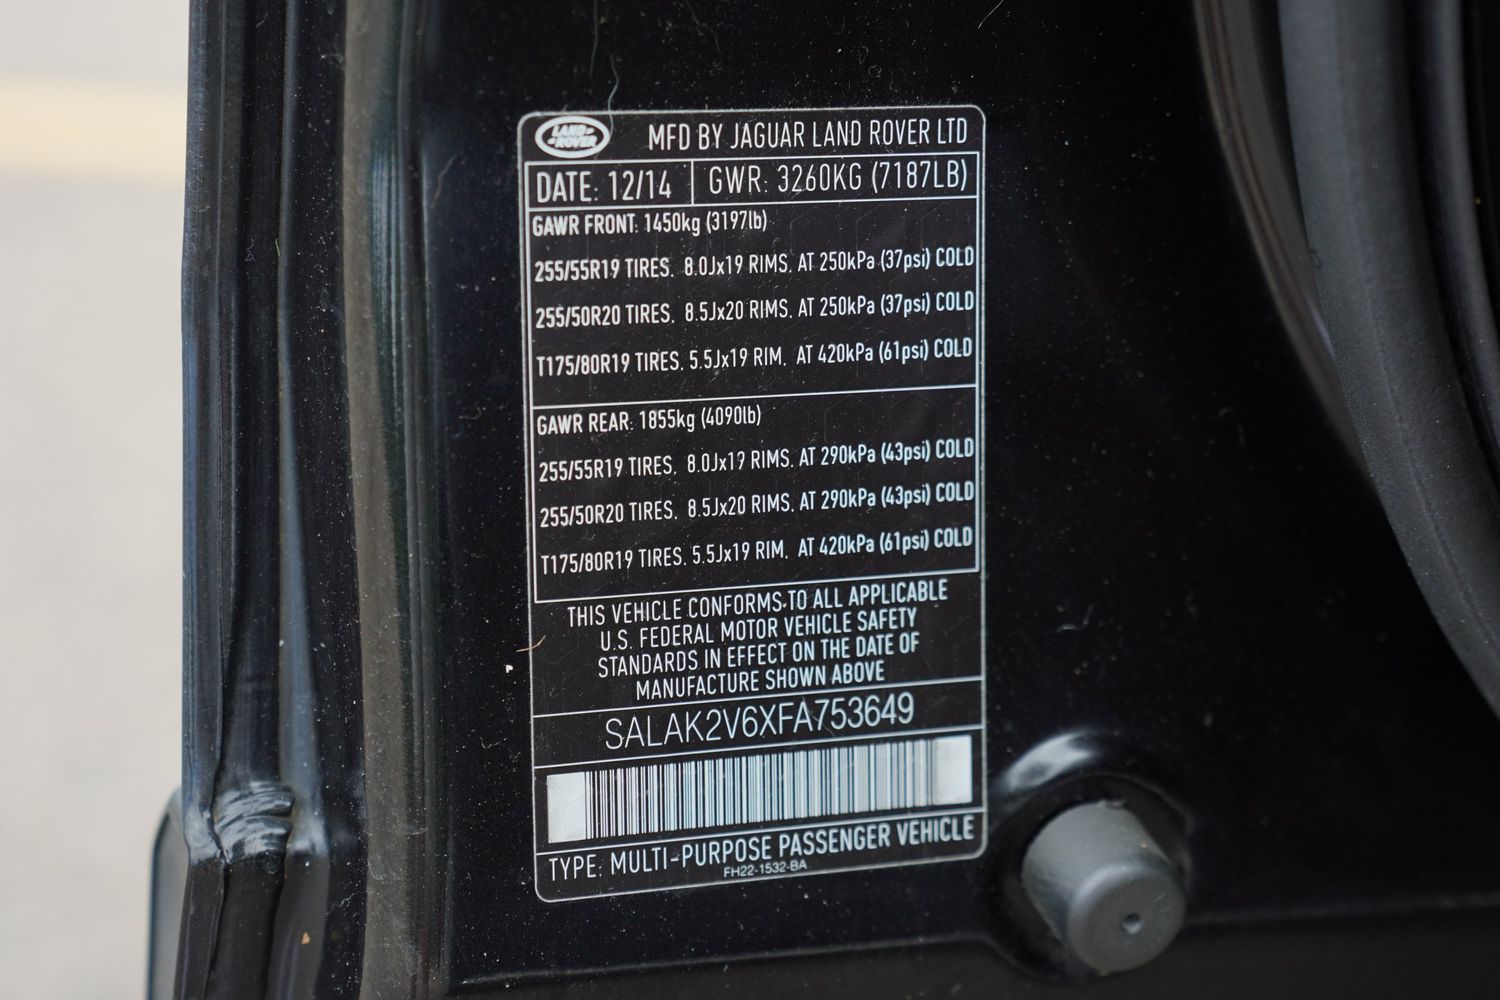 LAND
ROVER
MFD BY JAGUAR LAND ROVER LTD
DATE: 12/14 GWR: 3260KG (7187LB)
GAWR FRONT: 1450kg (3197lb)
255/55R19 TIRES, 8.0Jx19 RIMS, AT 250kPa (37psi) COLD
255/50R20 TIRES, 8.5Jx20 RIMS, AT 250kPa (37psi) COLD
T175/80R19 TIRES, 5.5Jx19 RIM, AT 420kPa (61psi) COLD
GAWR REAR: 1855kg (4090lb)
255/55R19 TIRES, 8.0Jx19 RIMS, AT 290kPa (43psi) COLD
255/50R20 TIRES, 8.5Jx20 RIMS, AT 290kPa (43psi) COLD
T175/80R19 TIRES, 5.5Jx19 RIM, AT 420kPa (61psi) COLD
THIS VEHICLE CONFORMS TO ALL APPLICABLE
U.S. FEDERAL MOTOR VEHICLE SAFETY
STANDARDS IN EFFECT ON THE DATE OF
MANUFACTURE SHOWN ABOVE
SALAK2V6XFA753649
TYPE: MULTI-PURPOSE PASSENGER VEHICLE
FH22-1532-BA